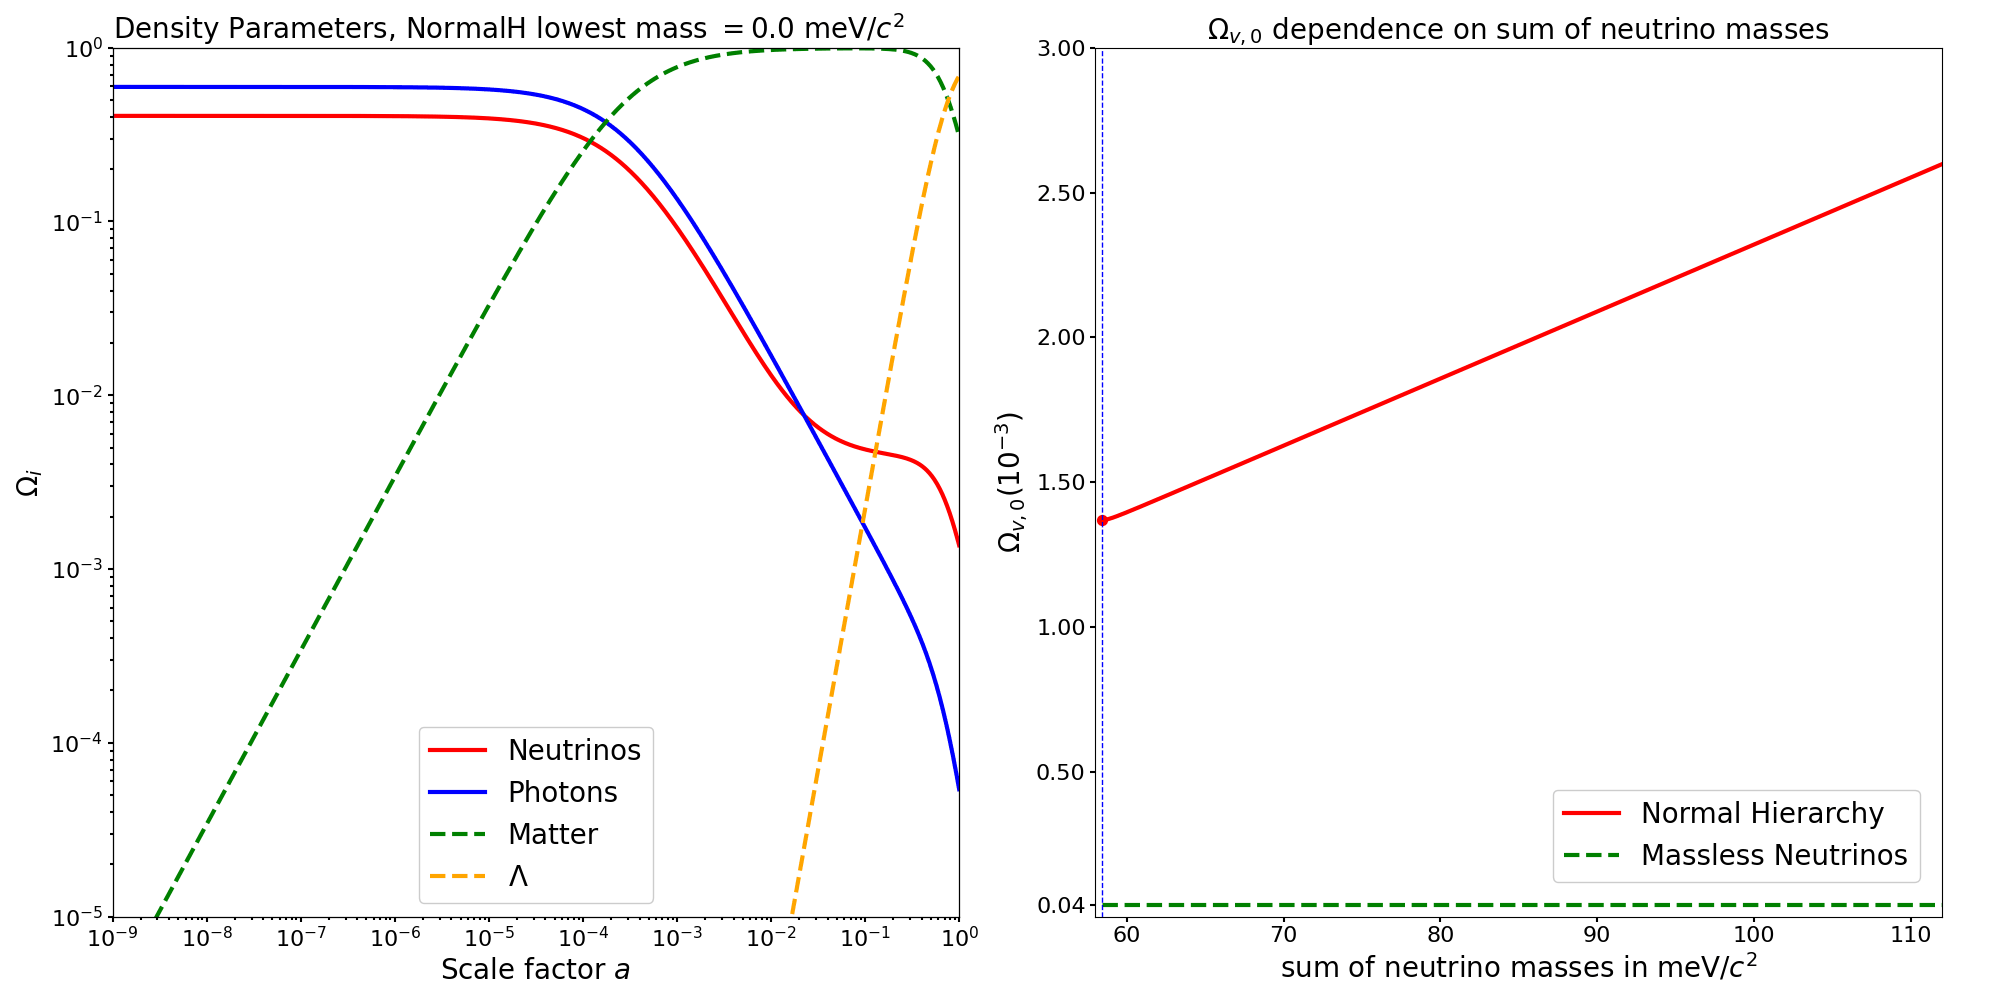 Density Parameters, NormalH lowest mass = 0.0 meV/c²
10⁰
10⁻¹
10⁻²
10⁻³
10⁻⁴
10⁻⁵
Ωᵢ
Neutrinos
Photons
Matter
Λ
10⁻⁹ 10⁻⁸ 10⁻⁷ 10⁻⁶ 10⁻⁵ 10⁻⁴ 10⁻³ 10⁻² 10⁻¹ 10⁰
Scale factor a
Ω_{v,0} dependence on sum of neutrino masses
3.00
2.50
2.00
1.50
1.00
0.50
0.04
Ω_{v,0}(10⁻³)
Normal Hierarchy
Massless Neutrinos
60 70 80 90 100 110
sum of neutrino masses in meV/c²